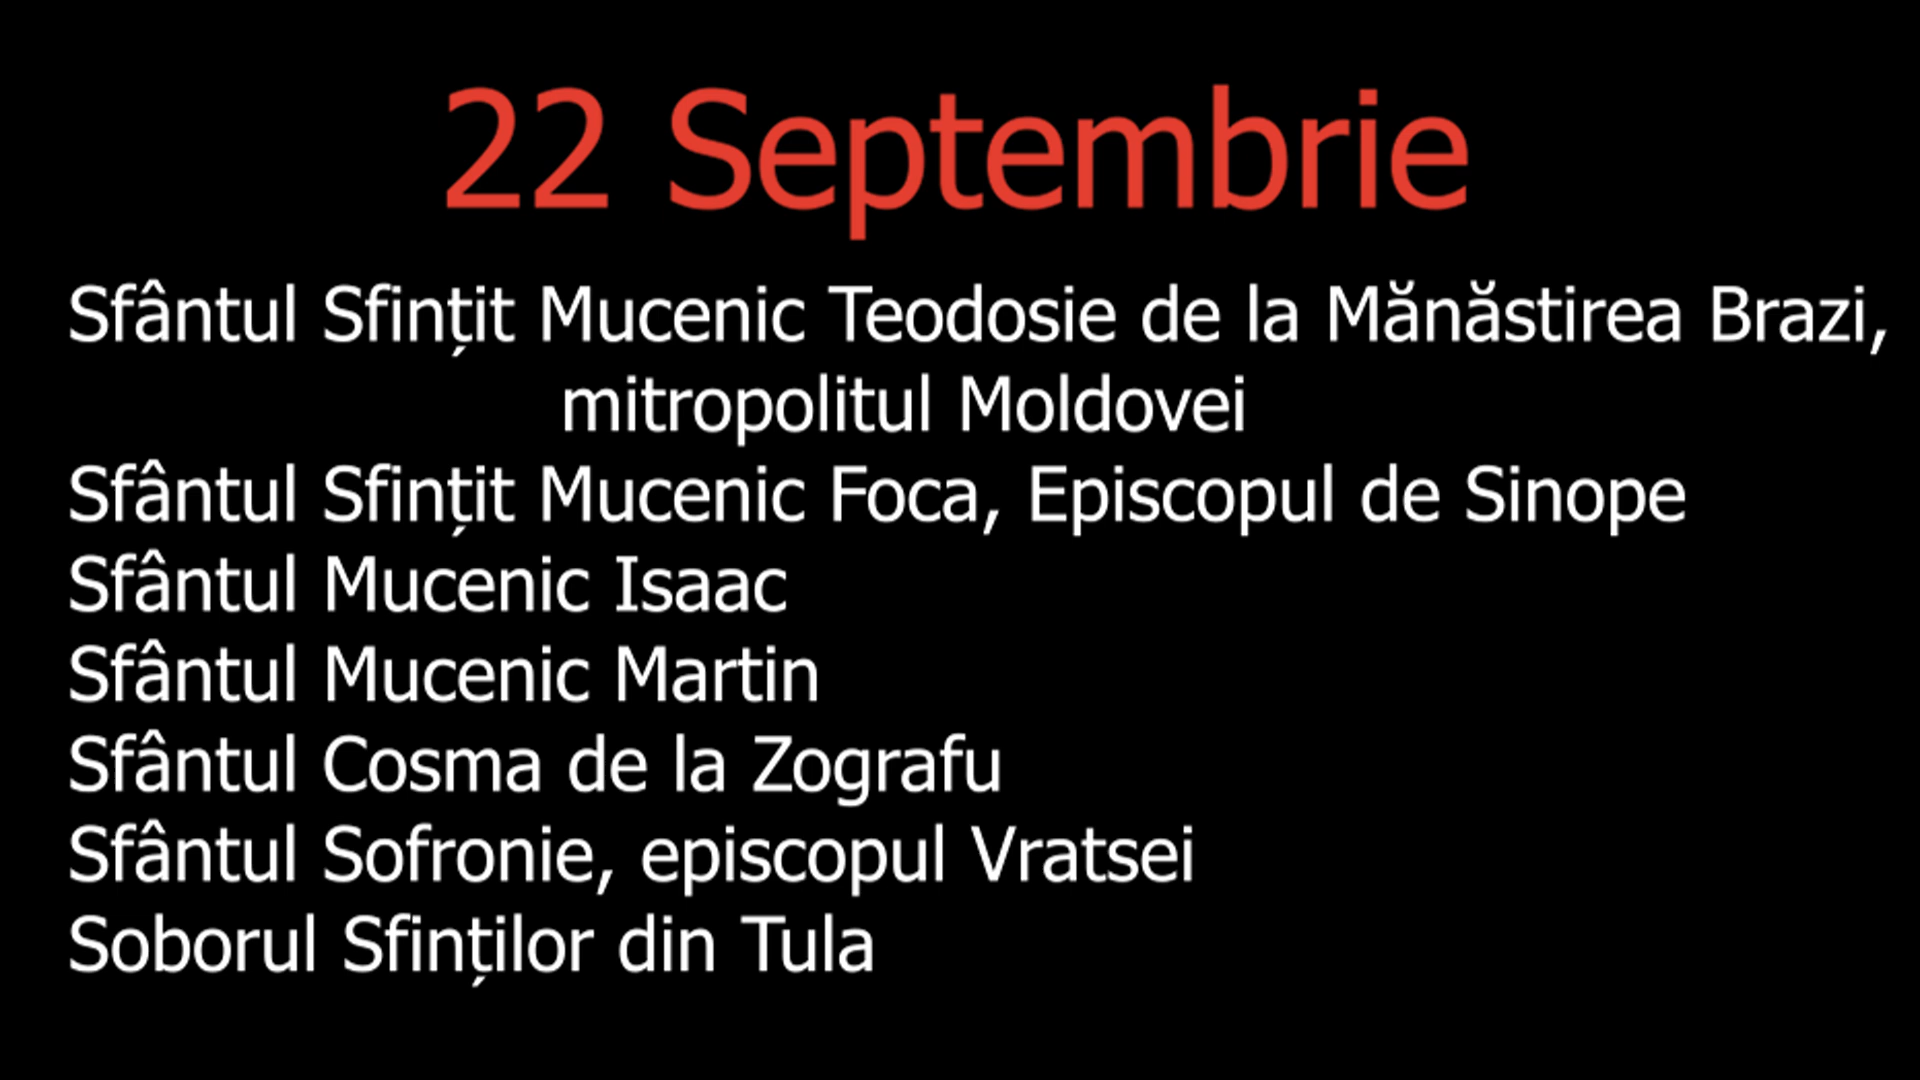 22 Septembrie
Sfântul Sfințit Mucenic Teodosie de la Mănăstirea Brazi,
mitropolitul Moldovei
Sfântul Sfințit Mucenic Foca, Episcopul de Sinope
Sfântul Mucenic Isaac
Sfântul Mucenic Martin
Sfântul Cosma de la Zografu
Sfântul Sofronie, episcopul Vratsei
Soborul Sfinților din Tula